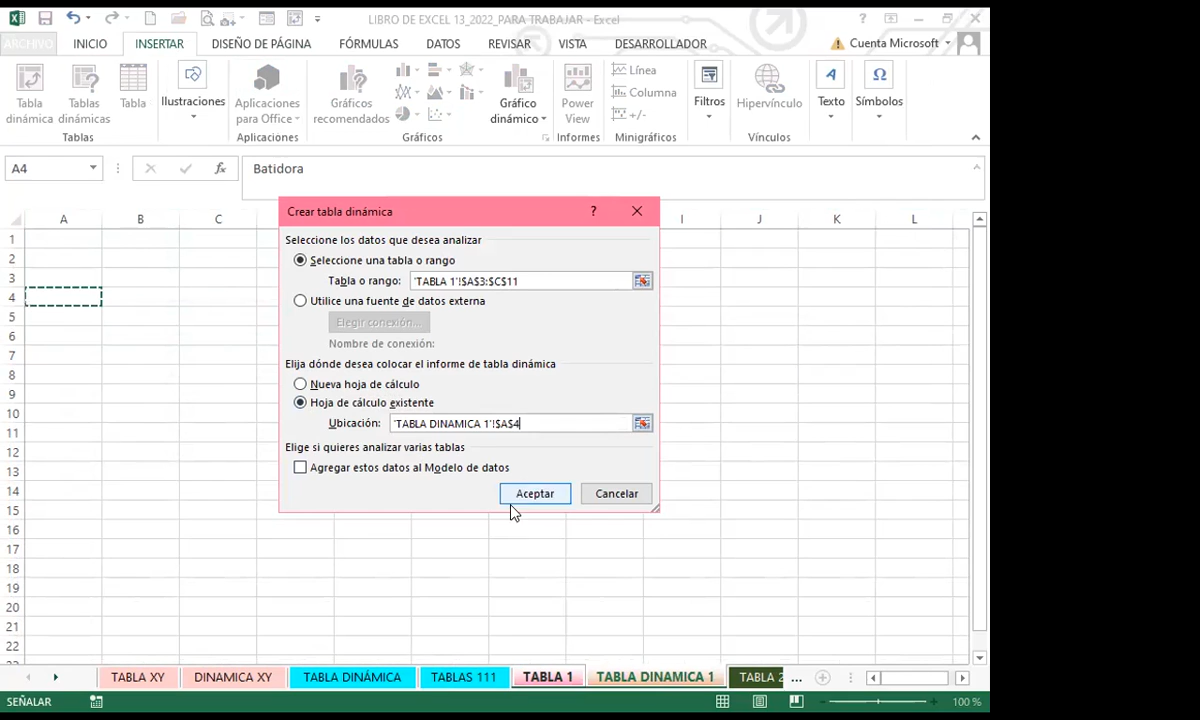 LIBRO DE EXCEL 13_2022_PARA TRABAJAR - Excel
ARCHIVO INICIO INSERTAR DISEÑO DE PÁGINA FÓRMULAS DATOS REVISAR VISTA DESARROLLADOR Cuenta Microsoft
Tabla dinámica
Tablas dinámicas
Tabla
Tablas
Ilustraciones
Aplicaciones para Office
Aplicaciones
Gráficos recomendados
Gráfico dinámico
Gráficos
Power View
Informes
Línea
Columna
+/-
Minigráficos
Filtros
Hipervínculo
Vínculos
Texto
Símbolos
A4 fx Batidora
A B C I J K L
1
2
3
4
5
6
7
8
9
10
11
12
13
14
15
16
17
18
19
20
21
22
Crear tabla dinámica ?
Seleccione los datos que desea analizar
Seleccione una tabla o rango
Tabla o rango: 'TABLA 1'!$A$3:$C$11
Utilice una fuente de datos externa
Elegir conexión...
Nombre de conexión:
Elija dónde desea colocar el informe de tabla dinámica
Nueva hoja de cálculo
Hoja de cálculo existente
Ubicación: 'TABLA DINAMICA 1'!$A$4
Elige si quieres analizar varias tablas
Agregar estos datos al Modelo de datos
Aceptar Cancelar
TABLA XY DINAMICA XY TABLA DINÁMICA TABLAS 111 TABLA 1 TABLA DINAMICA 1 TABLA 2 ...
SEÑALAR 100 %